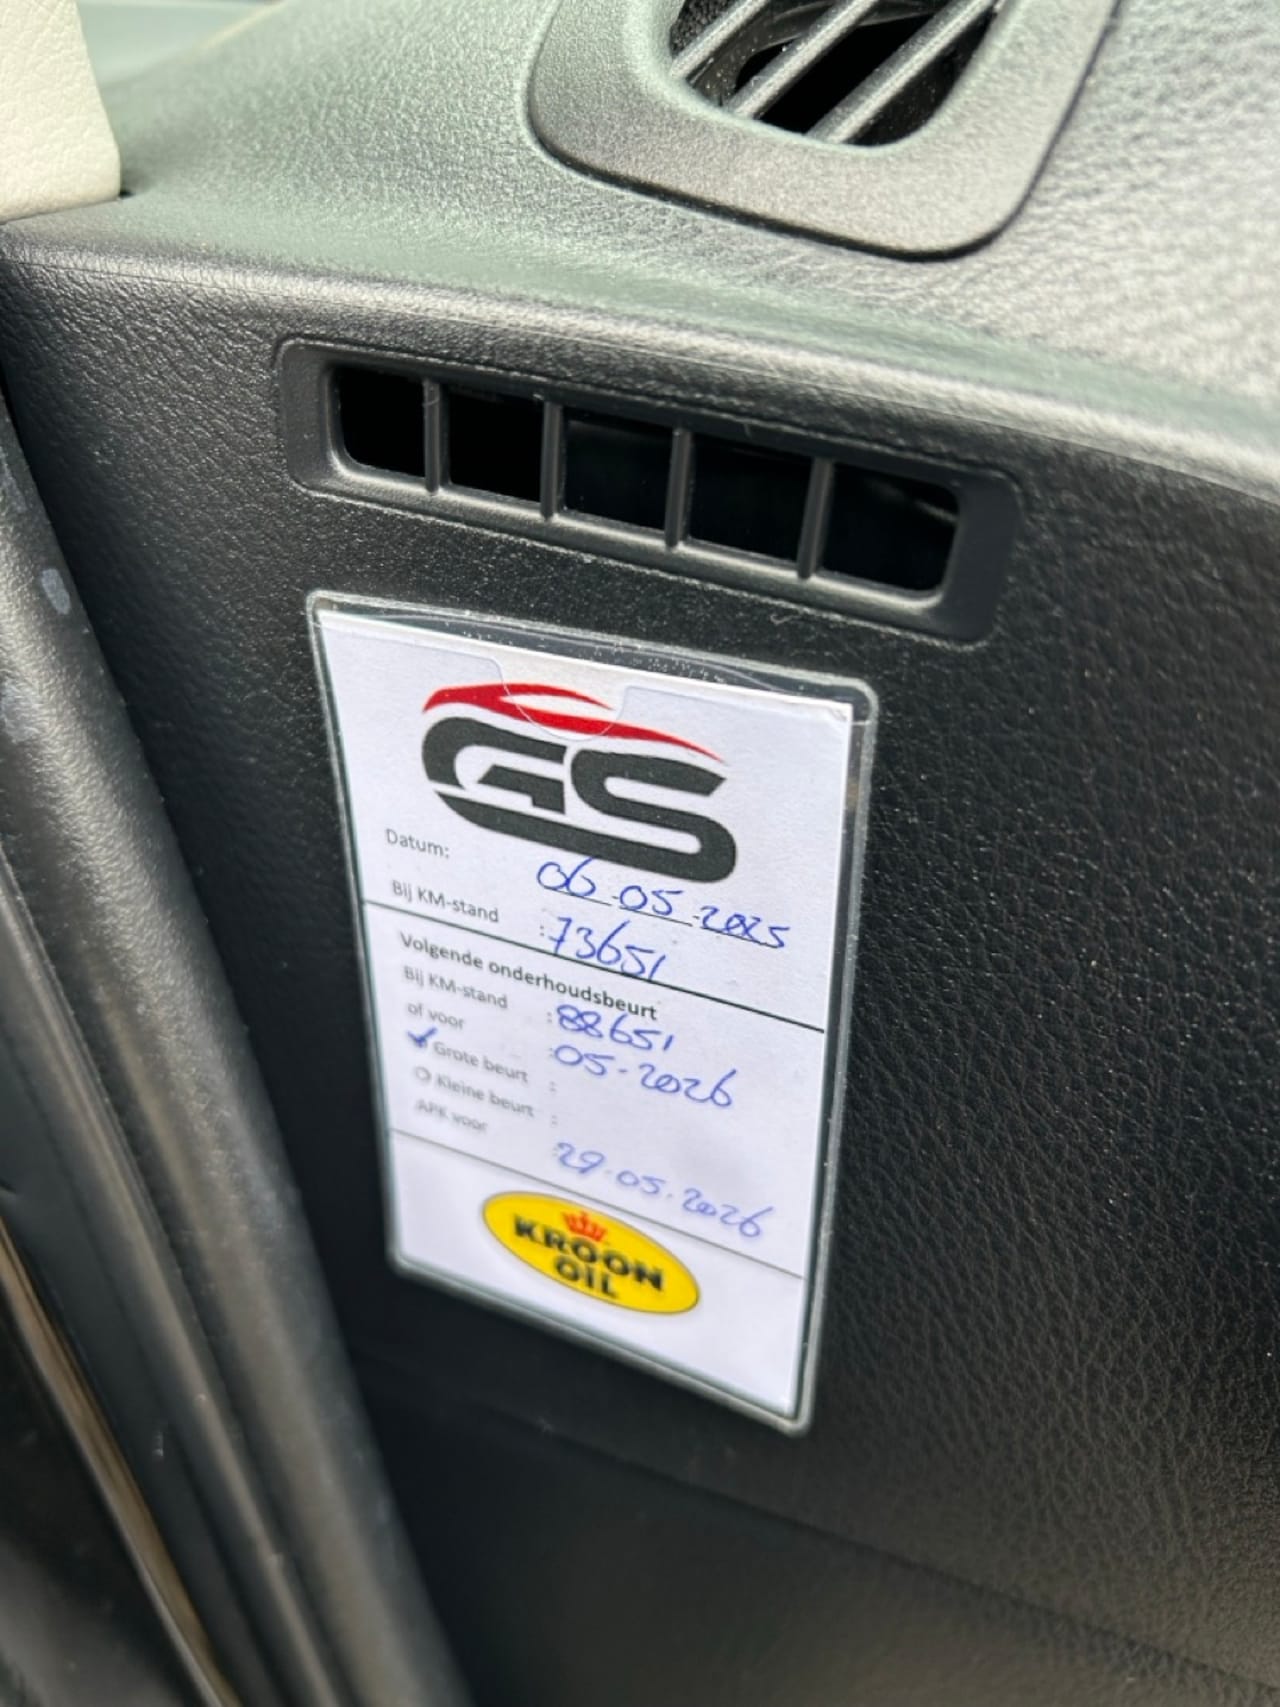 GS
Datum: 06-05-2025
Bij KM-stand :73651
Volgende onderhoudsbeurt
Bij KM-stand :88651
of voor :05-2026
Grote beurt :
Kleine beurt :
APK voor :29-05-2026
KROON
OIL